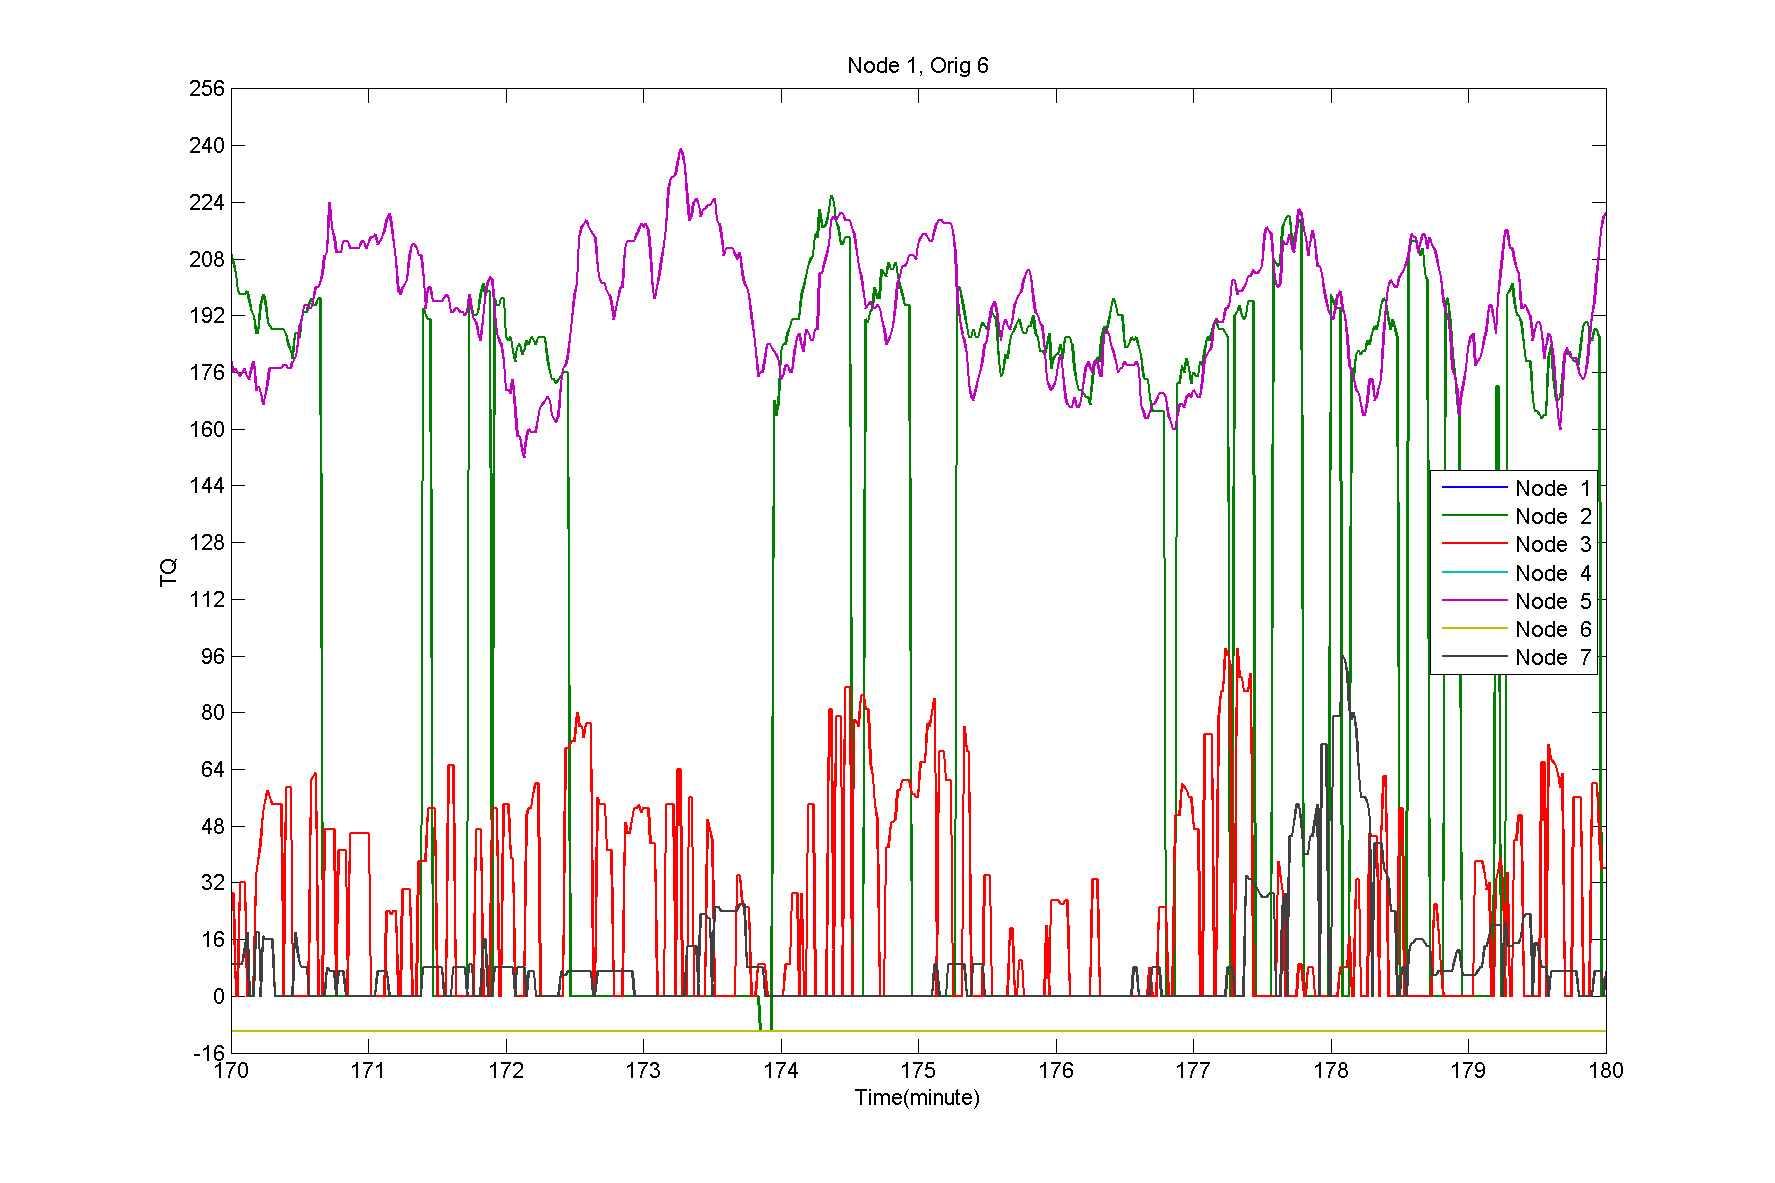 Node 1, Orig 6
256
240
224
208
192
176
160
144
128
112
96
80
64
48
32
16
0
-16
TQ
Node 1
Node 2
Node 3
Node 4
Node 5
Node 6
Node 7
170 171 172 173 174 175 176 177 178 179 180
Time(minute)